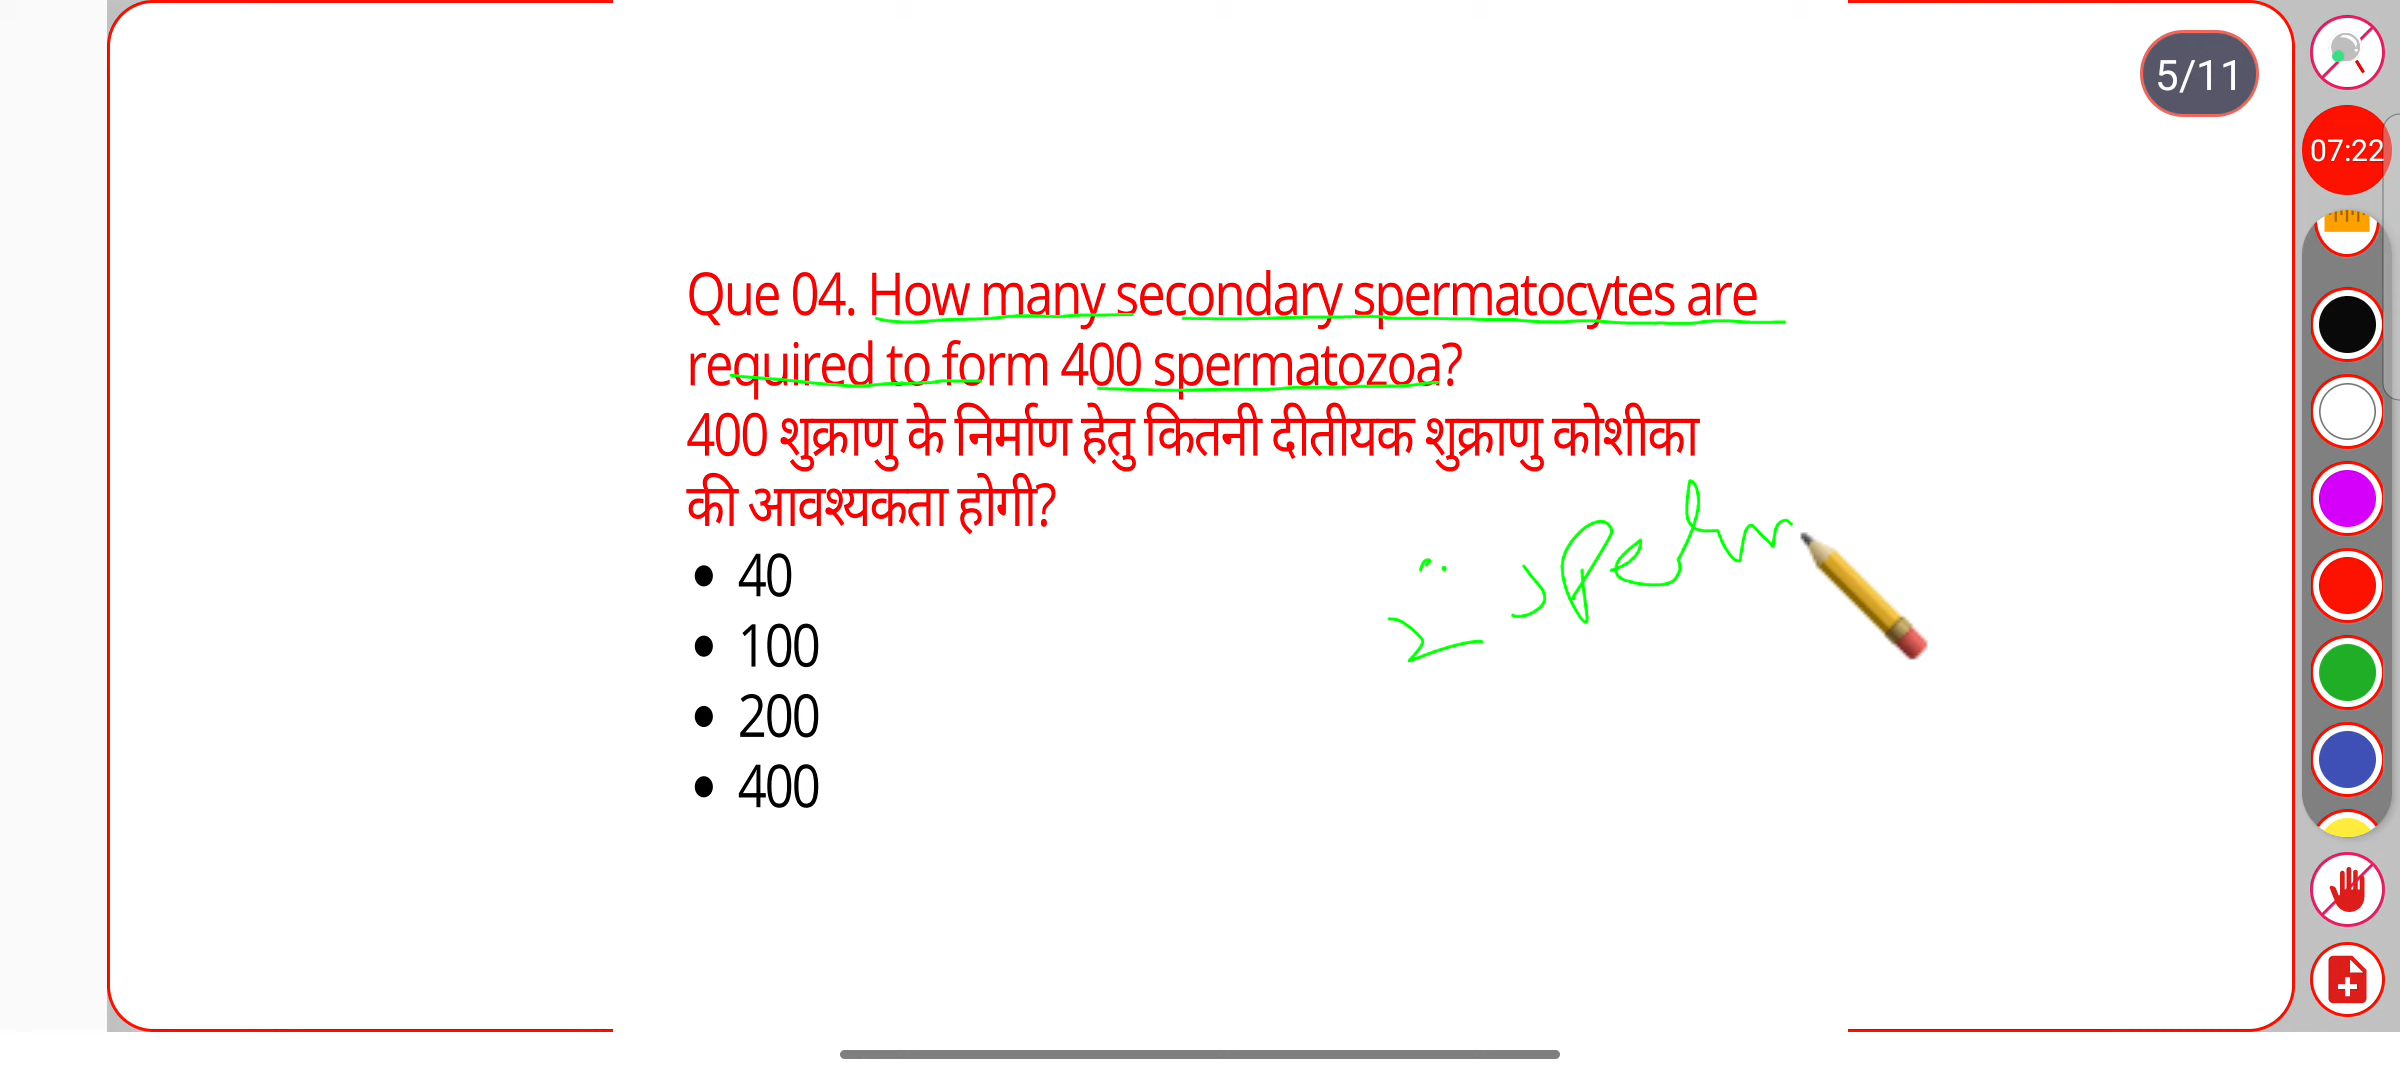 5/11
07:22
Que 04. How many secondary spermatocytes are
required to form 400 spermatozoa?
400 शुक्राणु के निर्माण हेतु कितनी दीतीयक शुक्राणु कोशीका
की आवश्यकता होगी?
• 40
• 100
• 200
• 400